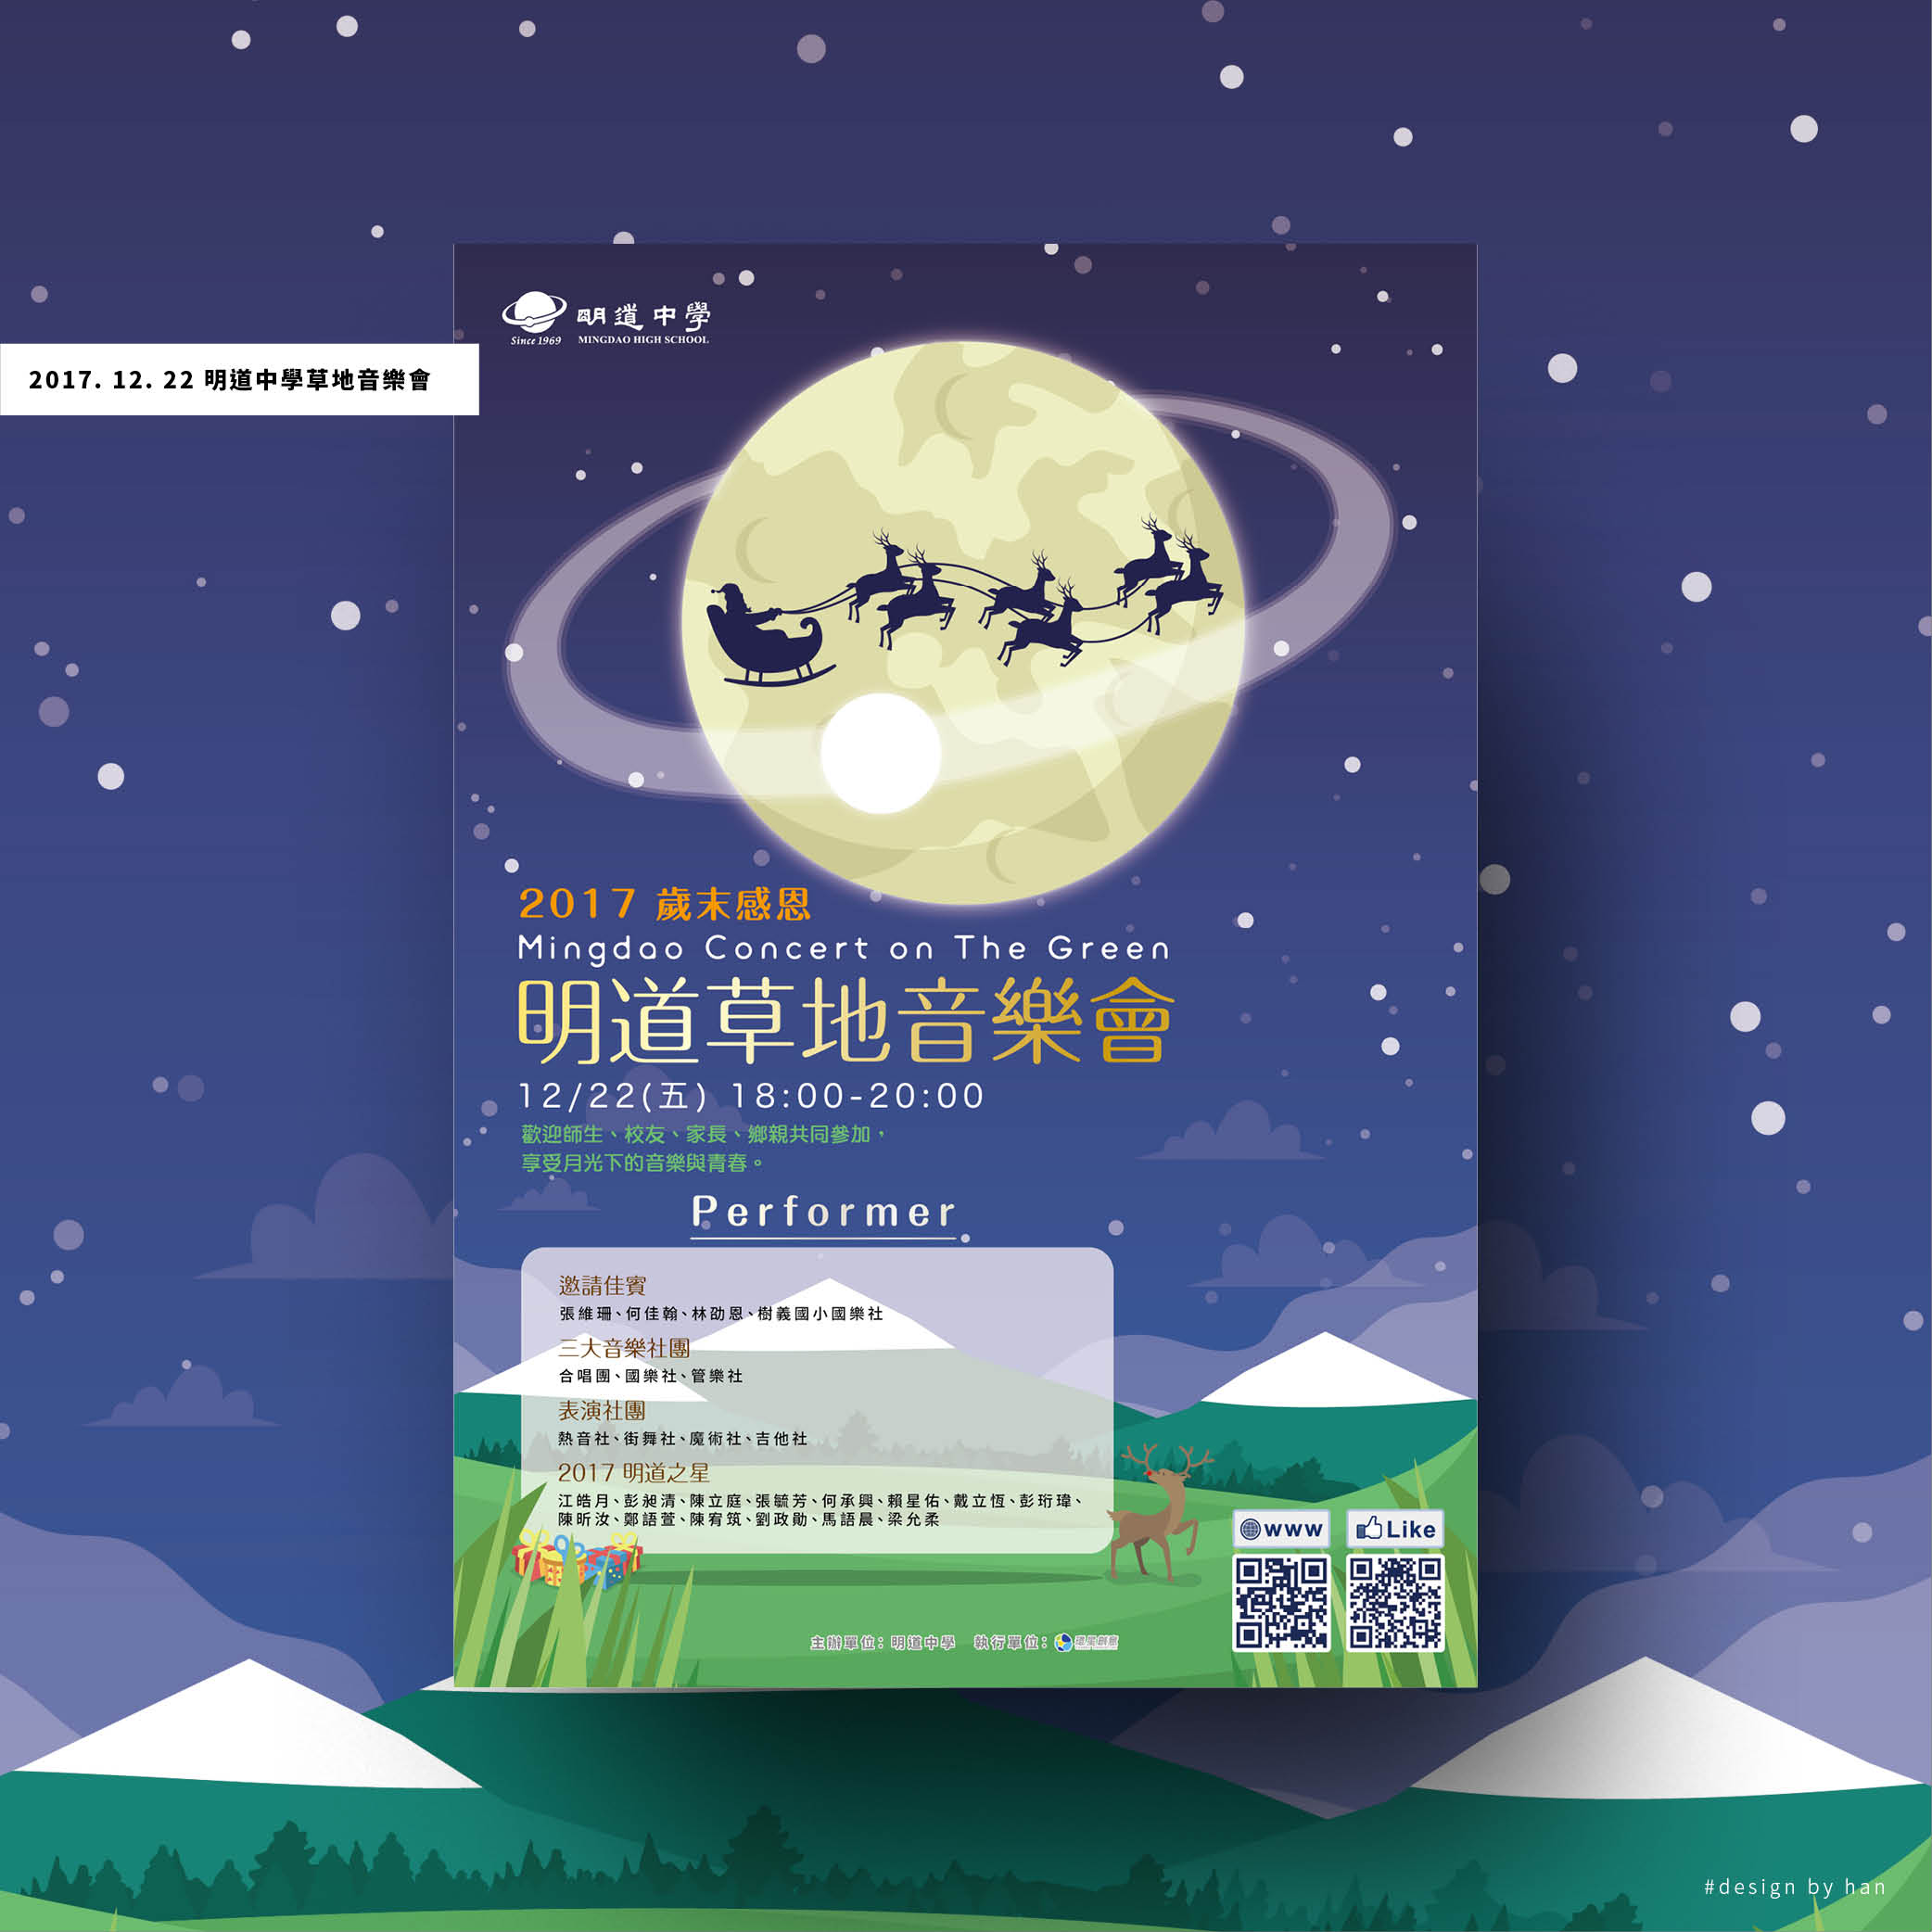 2017. 12. 22 明道中學草地音樂會
明道中學
Since 1969 MINGDAO HIGH SCHOOL
2017 歲末感恩
Mingdao Concert on The Green
明道草地音樂會
12/22(五) 18:00-20:00
歡迎師生、校友、家長、鄉親共同參加，
享受月光下的音樂與青春。
Performer
邀請佳賓
張維珊、何佳翰、林劭恩、樹義國小國樂社
三大音樂社團
合唱團、國樂社、管樂社
表演社團
熱音社、街舞社、魔術社、吉他社
2017 明道之星
江皓月、彭昶清、陳立庭、張毓芳、何承興、賴星佑、戴立恆、彭珩瑋、
陳昕汝、鄭語萱、陳宥筑、劉政勛、馬語晨、梁允柔
www
Like
主辦單位：明道中學 執行單位：
#design by han